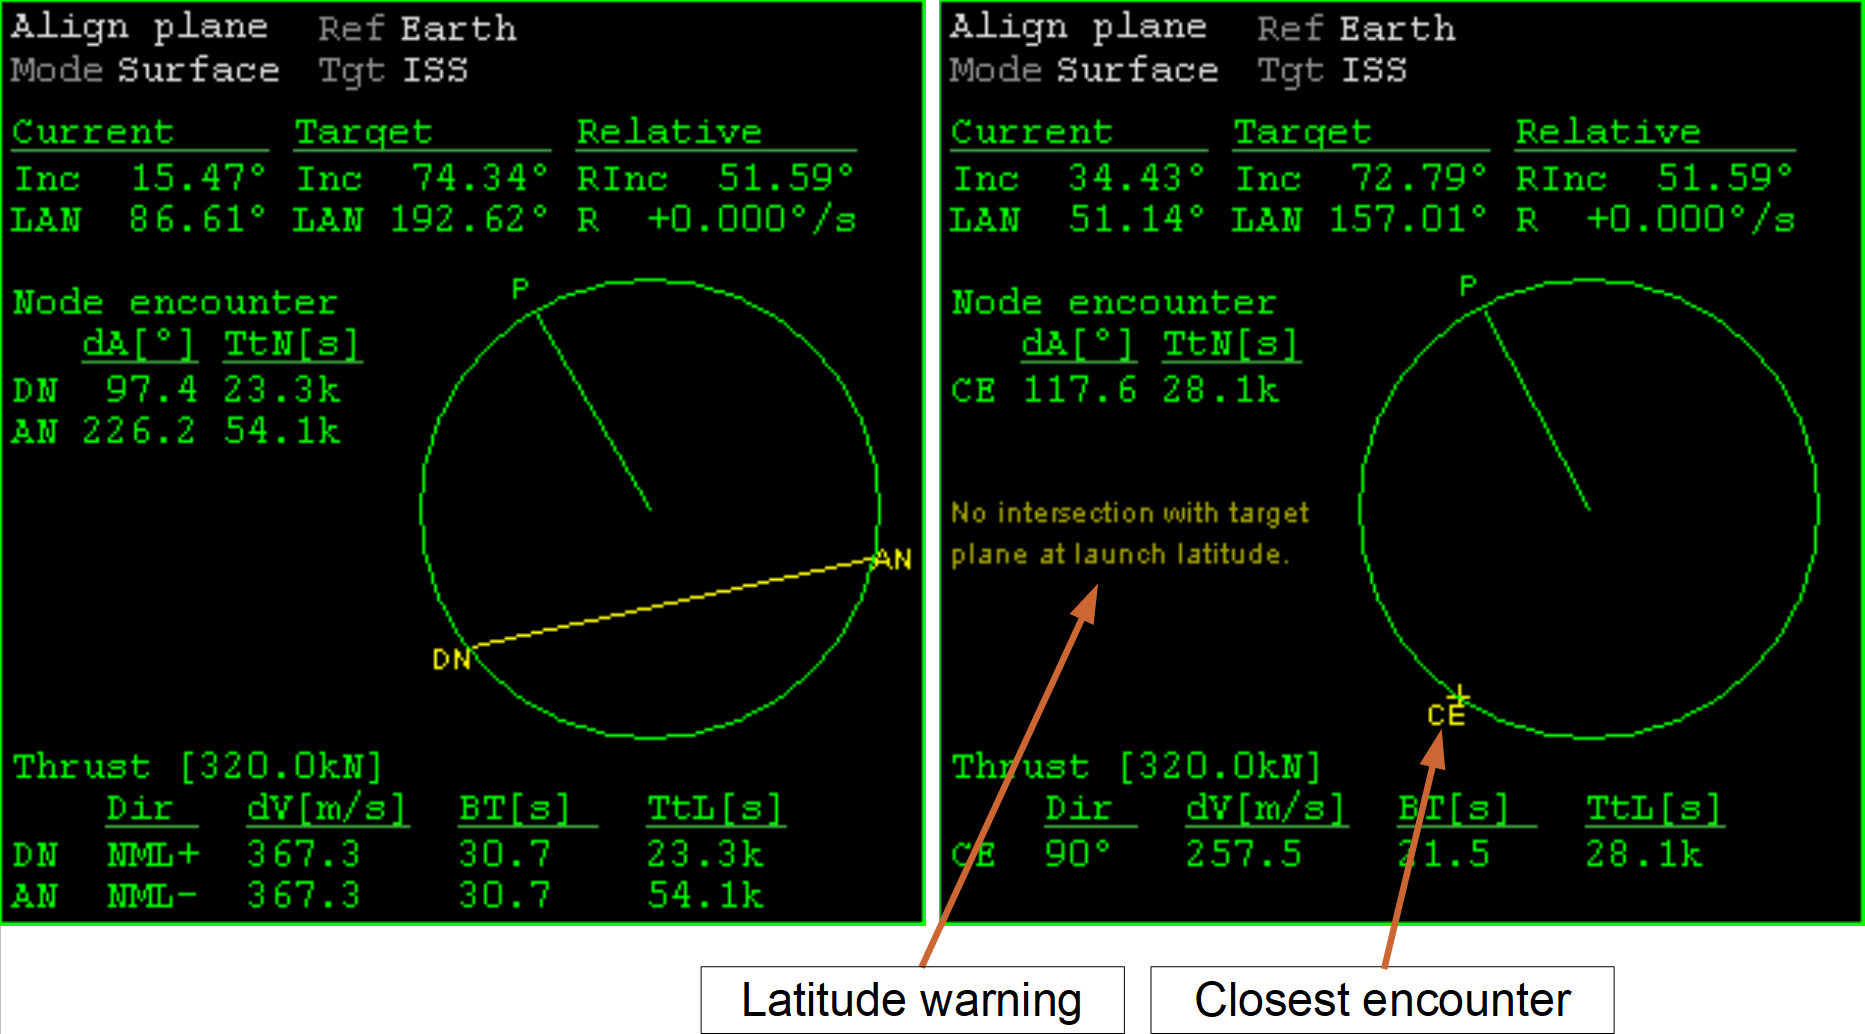 Align plane Ref Earth
Mode Surface Tgt ISS
Current Target Relative
Inc 15.47° Inc 74.34° RInc 51.59°
LAN 86.61° LAN 192.62° R +0.000°/s
Node encounter
dA[°] TtN[s]
DN 97.4 23.3k
AN 226.2 54.1k
P
AN
DN
Thrust [320.0kN]
Dir dV[m/s] BT[s] TtL[s]
DN NML+ 367.3 30.7 23.3k
AN NML- 367.3 30.7 54.1k
Align plane Ref Earth
Mode Surface Tgt ISS
Current Target Relative
Inc 34.43° Inc 72.79° RInc 51.59°
LAN 51.14° LAN 157.01° R +0.000°/s
Node encounter
dA[°] TtN[s]
CE 117.6 28.1k
P
No intersection with target
plane at launch latitude.
CE
Thrust [320.0kN]
Dir dV[m/s] BT[s] TtL[s]
CE 90° 257.5 21.5 28.1k
Latitude warning
Closest encounter